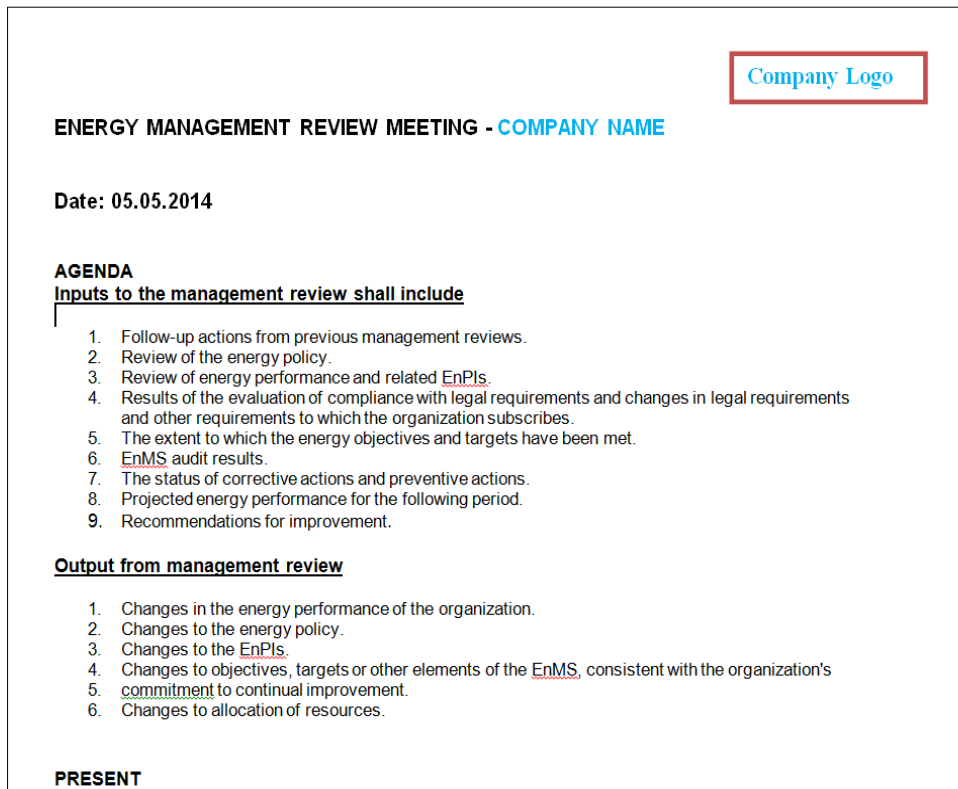 Company Logo
ENERGY MANAGEMENT REVIEW MEETING - COMPANY NAME
Date: 05.05.2014
AGENDA
Inputs to the management review shall include
1. Follow-up actions from previous management reviews.
2. Review of the energy policy.
3. Review of energy performance and related EnPIs.
4. Results of the evaluation of compliance with legal requirements and changes in legal requirements
and other requirements to which the organization subscribes.
5. The extent to which the energy objectives and targets have been met.
6. EnMS audit results.
7. The status of corrective actions and preventive actions.
8. Projected energy performance for the following period.
9. Recommendations for improvement.
Output from management review
1. Changes in the energy performance of the organization.
2. Changes to the energy policy.
3. Changes to the EnPIs.
4. Changes to objectives, targets or other elements of the EnMS, consistent with the organization's
5. commitment to continual improvement.
6. Changes to allocation of resources.
PRESENT